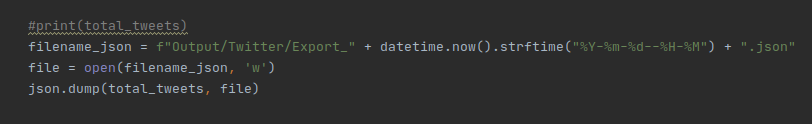 #print(total_tweets)
filename_json = f"Output/Twitter/Export_" + datetime.now().strftime("%Y-%m-%d--%H-%M") + ".json"
file = open(filename_json, 'w')
json.dump(total_tweets, file)